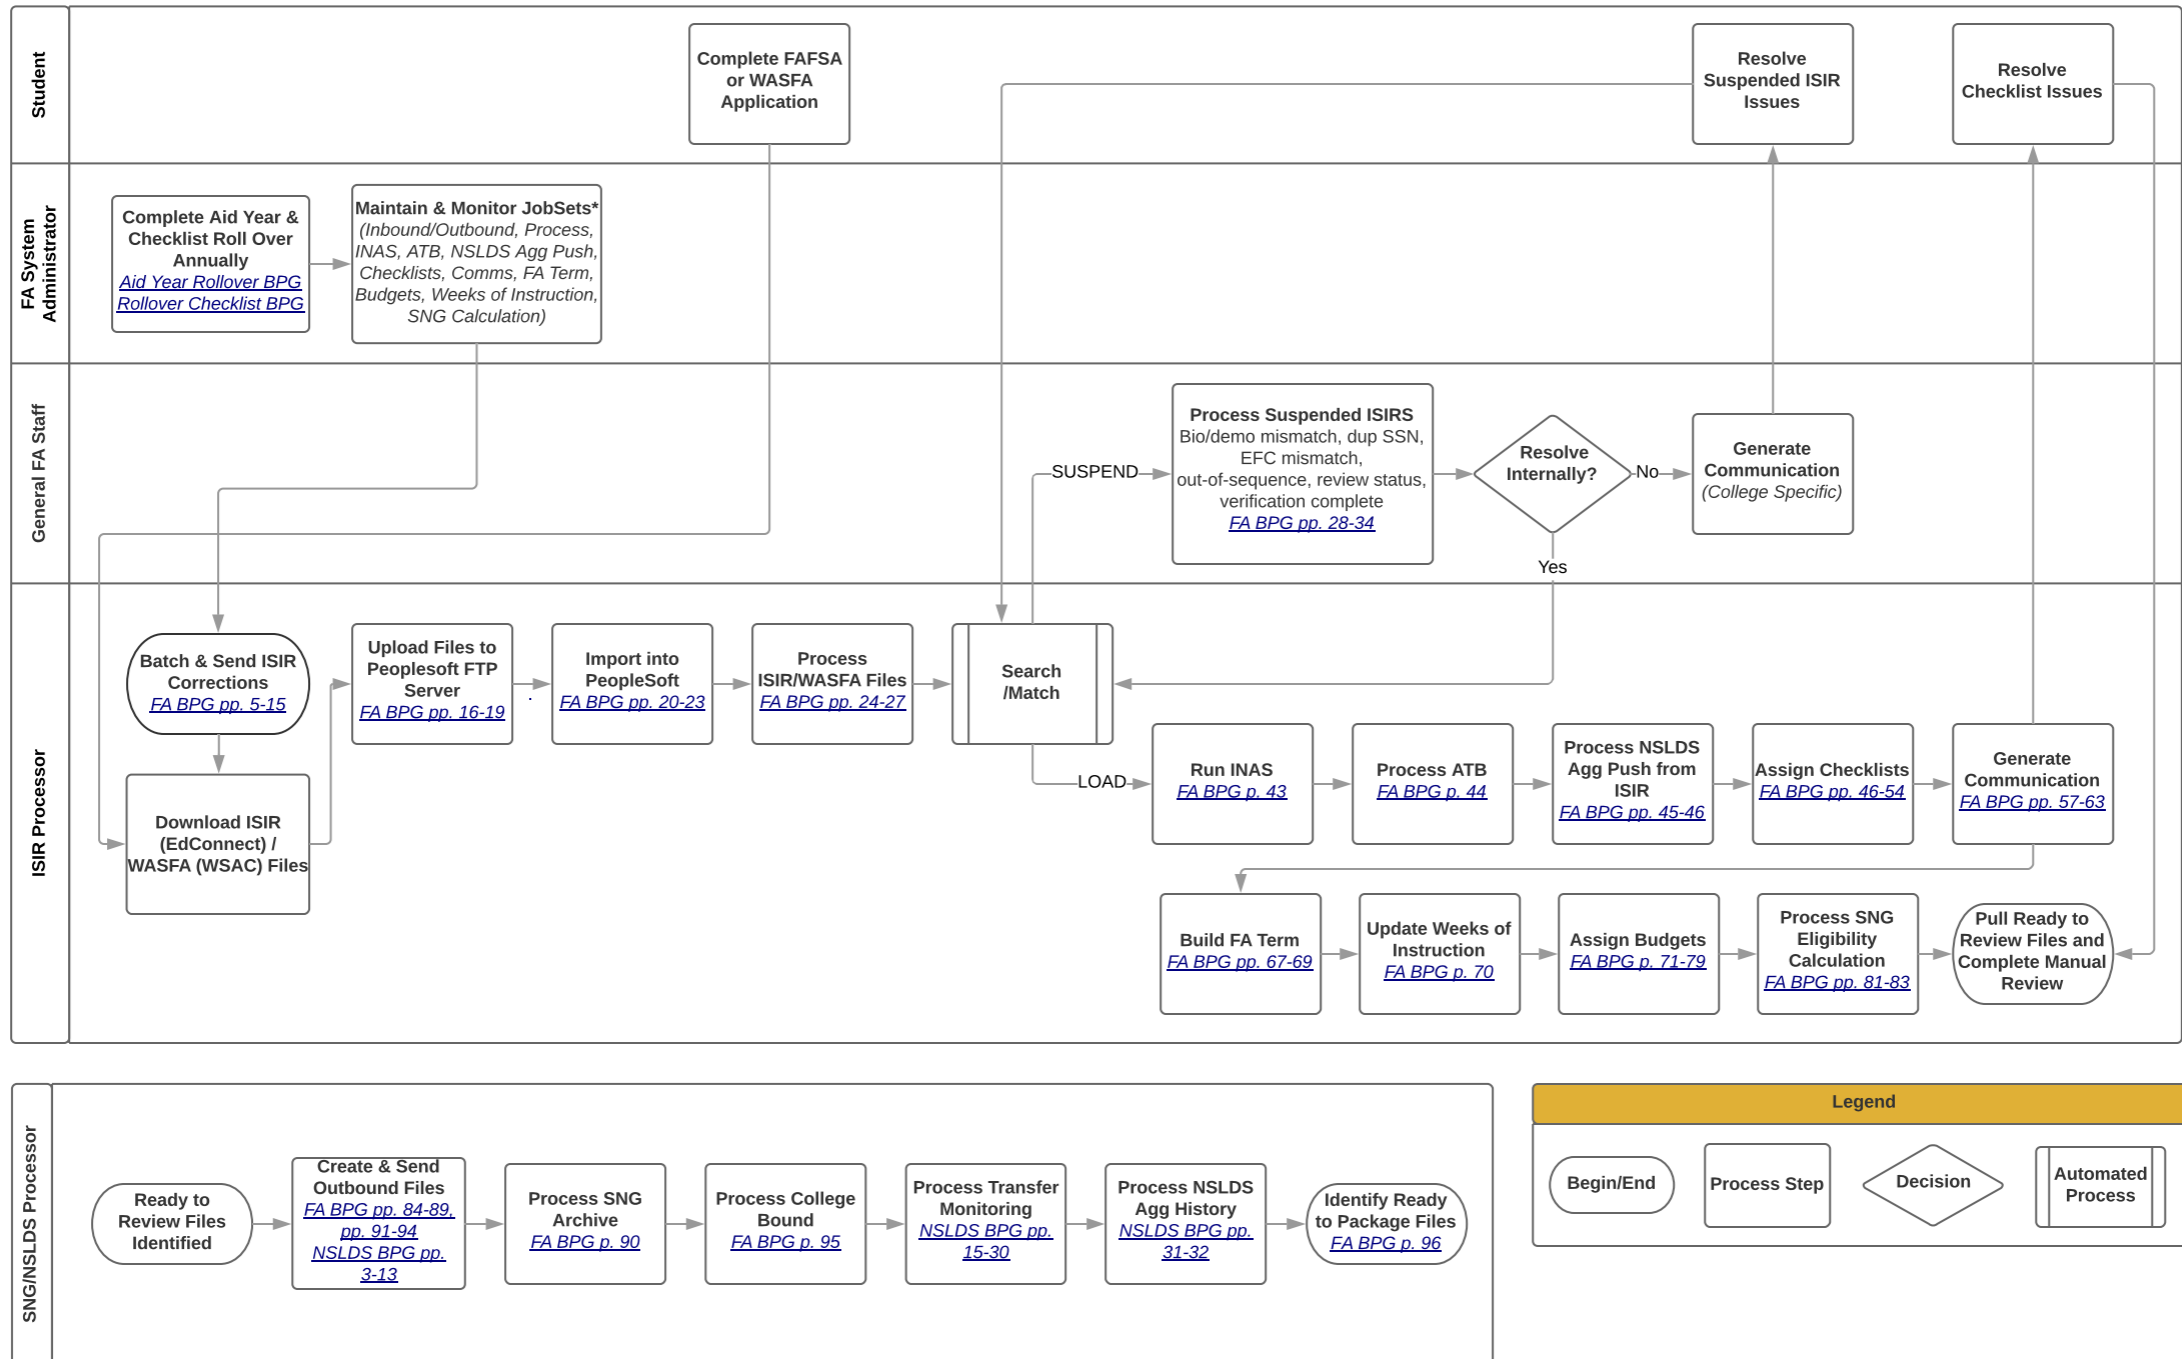 Student
Complete FAFSA
or WASFA
Application
Resolve
Suspended ISIR
Issues
Resolve
Checklist Issues
FA System
Administrator
Complete Aid Year &
Checklist Roll Over
Annually
Aid Year Rollover BPG
Rollover Checklist BPG
Maintain & Monitor JobSets*
(Inbound/Outbound, Process,
INAS, ATB, NSLDS Agg Push,
Checklists, Comms, FA Term,
Budgets, Weeks of Instruction,
SNG Calculation)
General FA Staff
SUSPEND
Process Suspended ISIRS
Bio/demo mismatch, dup SSN,
EFC mismatch,
out-of-sequence, review status,
verification complete
FA BPG pp. 28-34
Resolve
Internally?
No
Yes
Generate
Communication
(College Specific)
ISIR Processor
Batch & Send ISIR
Corrections
FA BPG pp. 5-15
Download ISIR
(EdConnect) /
WASFA (WSAC) Files
Upload Files to
Peoplesoft FTP
Server
FA BPG pp. 16-19
.
Import into
PeopleSoft
FA BPG pp. 20-23
Process
ISIR/WASFA Files
FA BPG pp. 24-27
Search
/Match
LOAD
Run INAS
FA BPG p. 43
Process ATB
FA BPG p. 44
Process NSLDS
Agg Push from
ISIR
FA BPG pp. 45-46
Assign Checklists
FA BPG pp. 46-54
Generate
Communication
FA BPG pp. 57-63
Build FA Term
FA BPG pp. 67-69
Update Weeks of
Instruction
FA BPG p. 70
Assign Budgets
FA BPG p. 71-79
Process SNG
Eligibility
Calculation
FA BPG pp. 81-83
Pull Ready to
Review Files and
Complete Manual
Review
SNG/NSLDS Processor
Ready to
Review Files
Identified
Create & Send
Outbound Files
FA BPG pp. 84-89,
pp. 91-94
NSLDS BPG pp.
3-13
Process SNG
Archive
FA BPG p. 90
Process College
Bound
FA BPG p. 95
Process Transfer
Monitoring
NSLDS BPG pp.
15-30
Process NSLDS
Agg History
NSLDS BPG pp.
31-32
Identify Ready
to Package Files
FA BPG p. 96
Legend
Begin/End
Process Step
Decision
Automated
Process